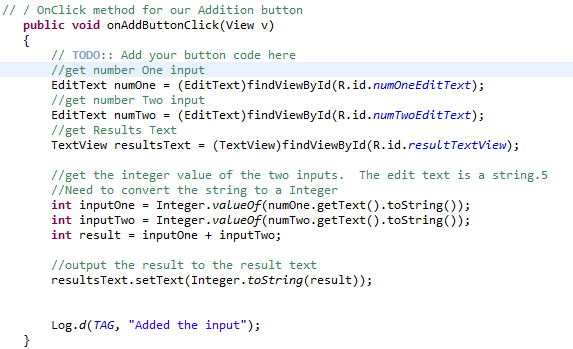 // / OnClick method for our Addition button
public void onAddButtonClick(View v)
{
// TODO:: Add your button code here
//get number One input
EditText numOne = (EditText)findViewById(R.id.numOneEditText);
//get number Two input
EditText numTwo = (EditText)findViewById(R.id.numTwoEditText);
//get Results Text
TextView resultsText = (TextView)findViewById(R.id.resultTextView);
//get the integer value of the two inputs.  The edit text is a string.5
//Need to convert the string to a Integer
int inputOne = Integer.valueOf(numOne.getText().toString());
int inputTwo = Integer.valueOf(numTwo.getText().toString());
int result = inputOne + inputTwo;
//output the result to the result text
resultsText.setText(Integer.toString(result));
Log.d(TAG, "Added the input");
}